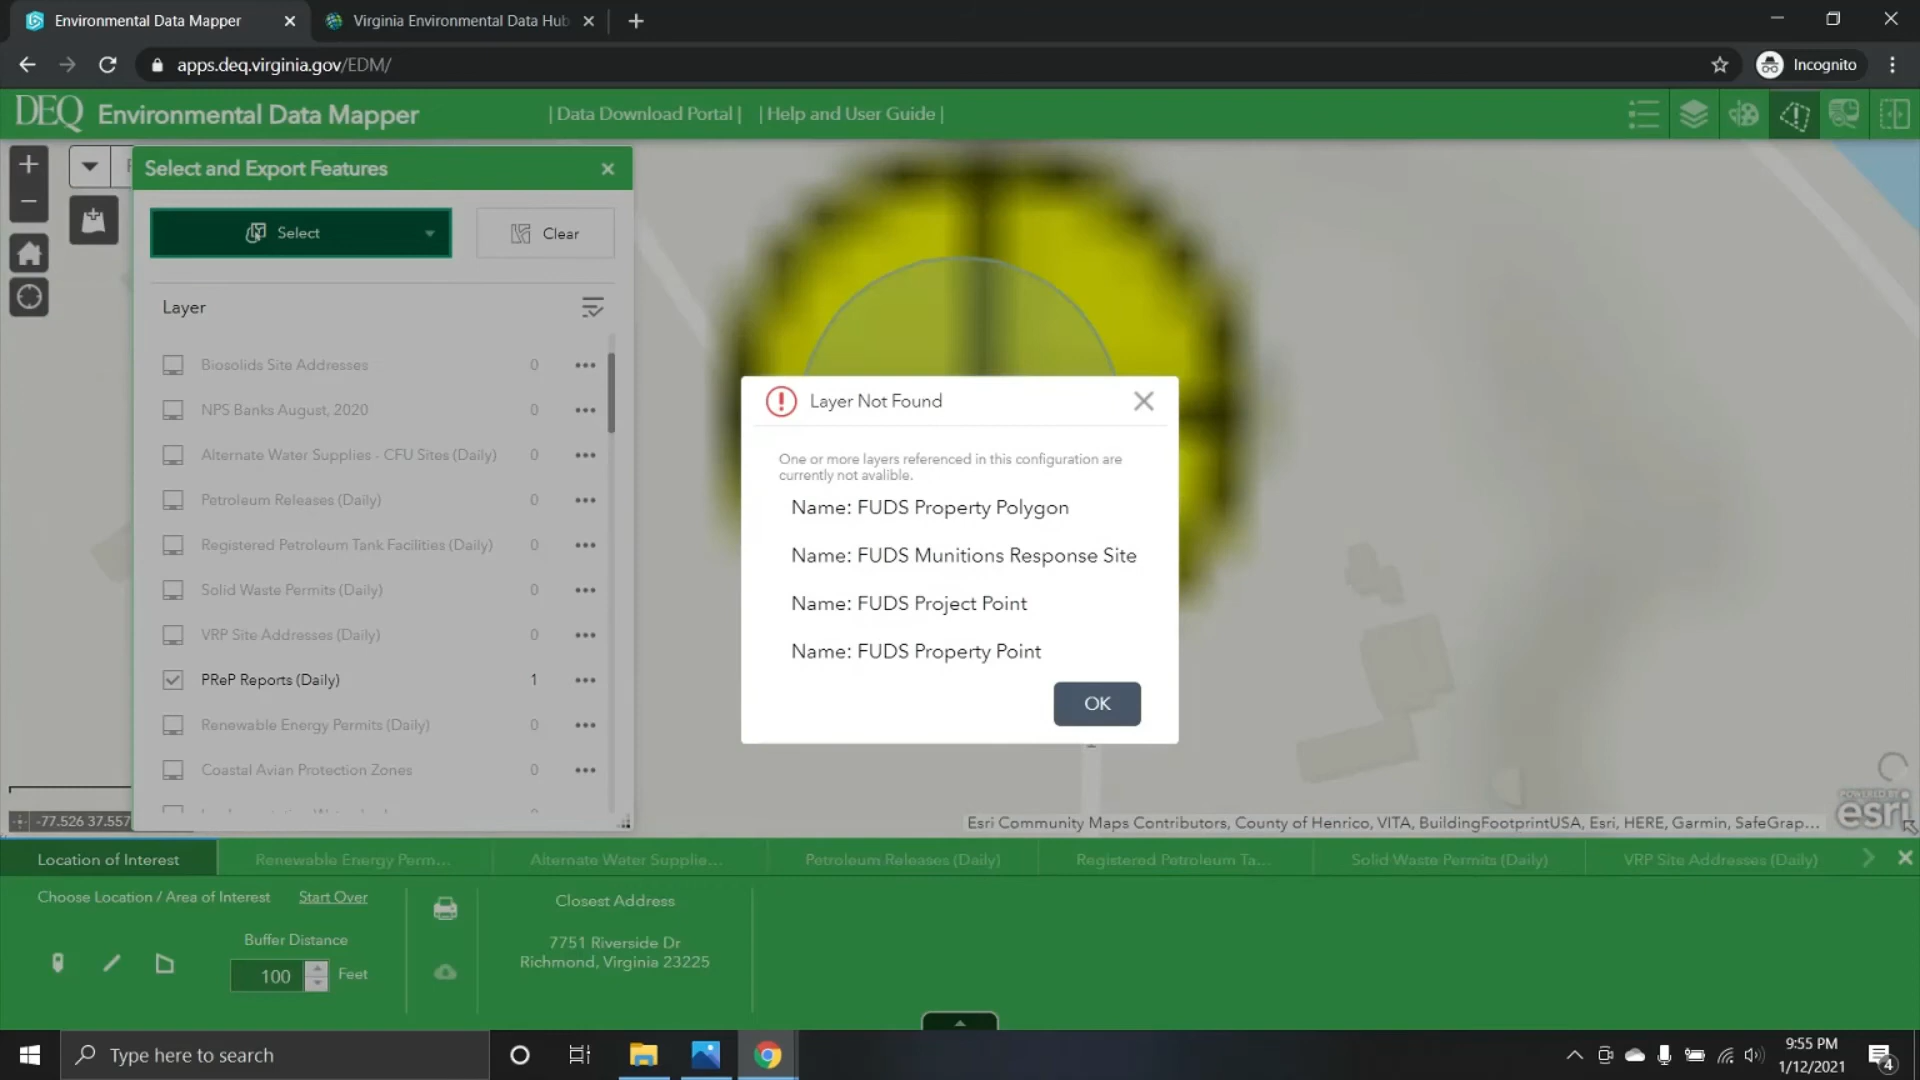 Environmental Data Mapper
Virginia Environmental Data Hub
apps.deq.virginia.gov/EDM/
Incognito
DEQ Environmental Data Mapper
| Data Download Portal | | Help and User Guide |
Select and Export Features
Select
Clear
Layer
Biosolids Site Addresses 0
NPS Banks August, 2020 0
Alternate Water Supplies - CFU Sites (Daily) 0
Petroleum Releases (Daily) 0
Registered Petroleum Tank Facilities (Daily) 0
Solid Waste Permits (Daily) 0
VRP Site Addresses (Daily) 0
PReP Reports (Daily) 1
Renewable Energy Permits (Daily) 0
Coastal Avian Protection Zones 0
Layer Not Found
One or more layers referenced in this configuration are
currently not avalible.
Name: FUDS Property Polygon
Name: FUDS Munitions Response Site
Name: FUDS Project Point
Name: FUDS Property Point
OK
-77.526 37.557
Esri Community Maps Contributors, County of Henrico, VITA, BuildingFootprintUSA, Esri, HERE, Garmin, SafeGrap...
POWERED BY
esri
Location of Interest
Renewable Energy Perm...
Alternate Water Supplie...
Petroleum Releases (Daily)
Registered Petroleum Ta...
Solid Waste Permits (Daily)
VRP Site Addresses (Daily)
Choose Location / Area of Interest Start Over
Buffer Distance
100 Feet
Closest Address
7751 Riverside Dr
Richmond, Virginia 23225
Type here to search
9:55 PM
1/12/2021
4